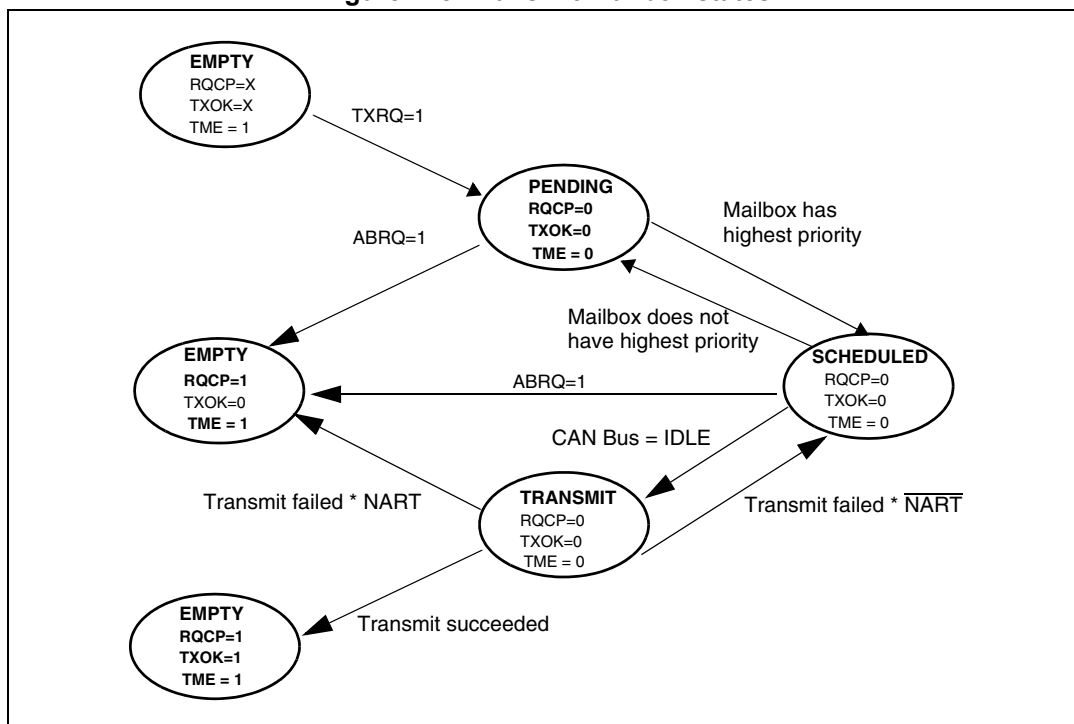 EMPTY
RQCP=X
TXOK=X
TME = 1
TXRQ=1
PENDING
RQCP=0
TXOK=0
TME = 0
Mailbox has
highest priority
ABRQ=1
Mailbox does not
have highest priority
EMPTY
RQCP=1
TXOK=0
TME = 1
SCHEDULED
RQCP=0
TXOK=0
TME = 0
ABRQ=1
CAN Bus = IDLE
Transmit failed * NART
TRANSMIT
RQCP=0
TXOK=0
TME = 0
Transmit failed * N̅A̅R̅T̅
EMPTY
RQCP=1
TXOK=1
TME = 1
Transmit succeeded